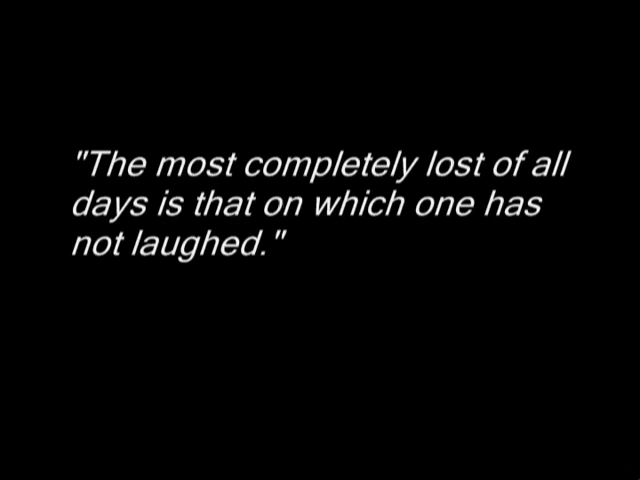 "The most completely lost of all
days is that on which one has
not laughed."